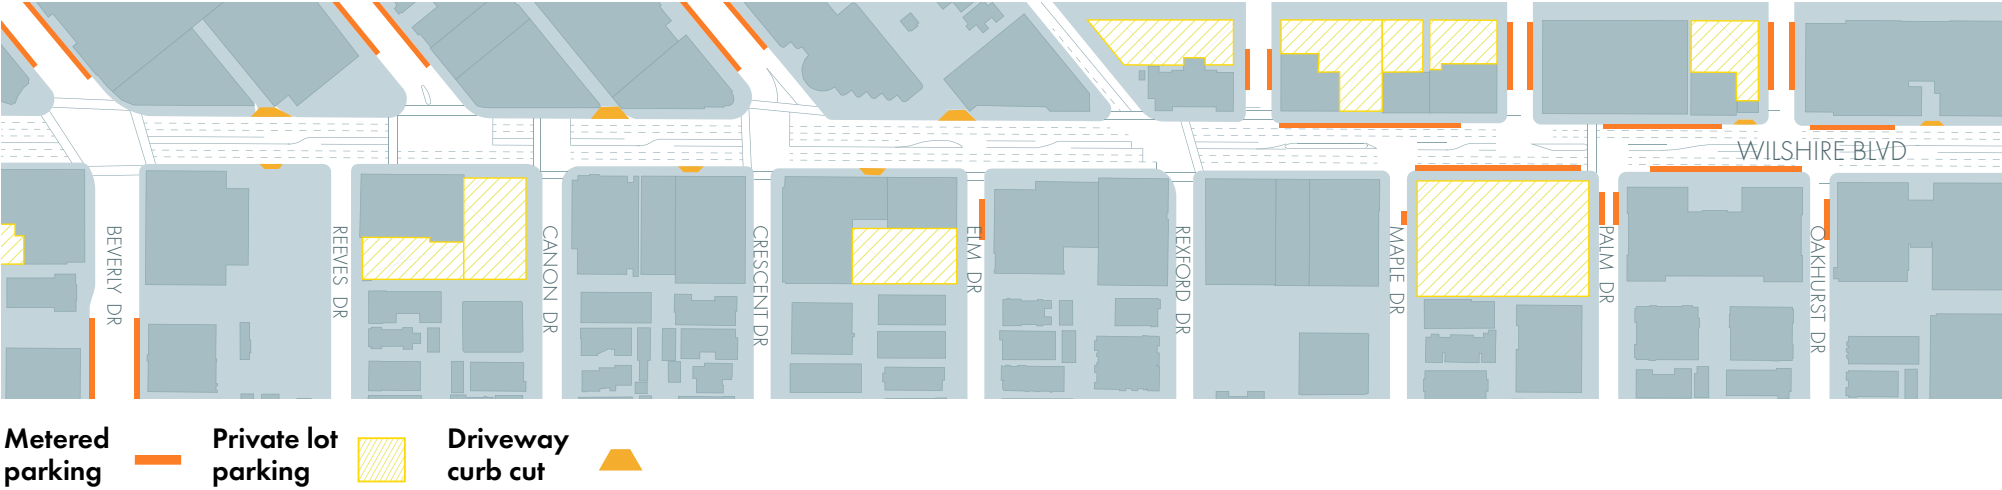 WILSHIRE BLVD
BEVERLY DR
REEVES DR
CANON DR
CRESCENT DR
ELM DR
REXFORD DR
MAPLE DR
PALM DR
OAKHURST DR
Metered
parking
Private lot
parking
Driveway
curb cut